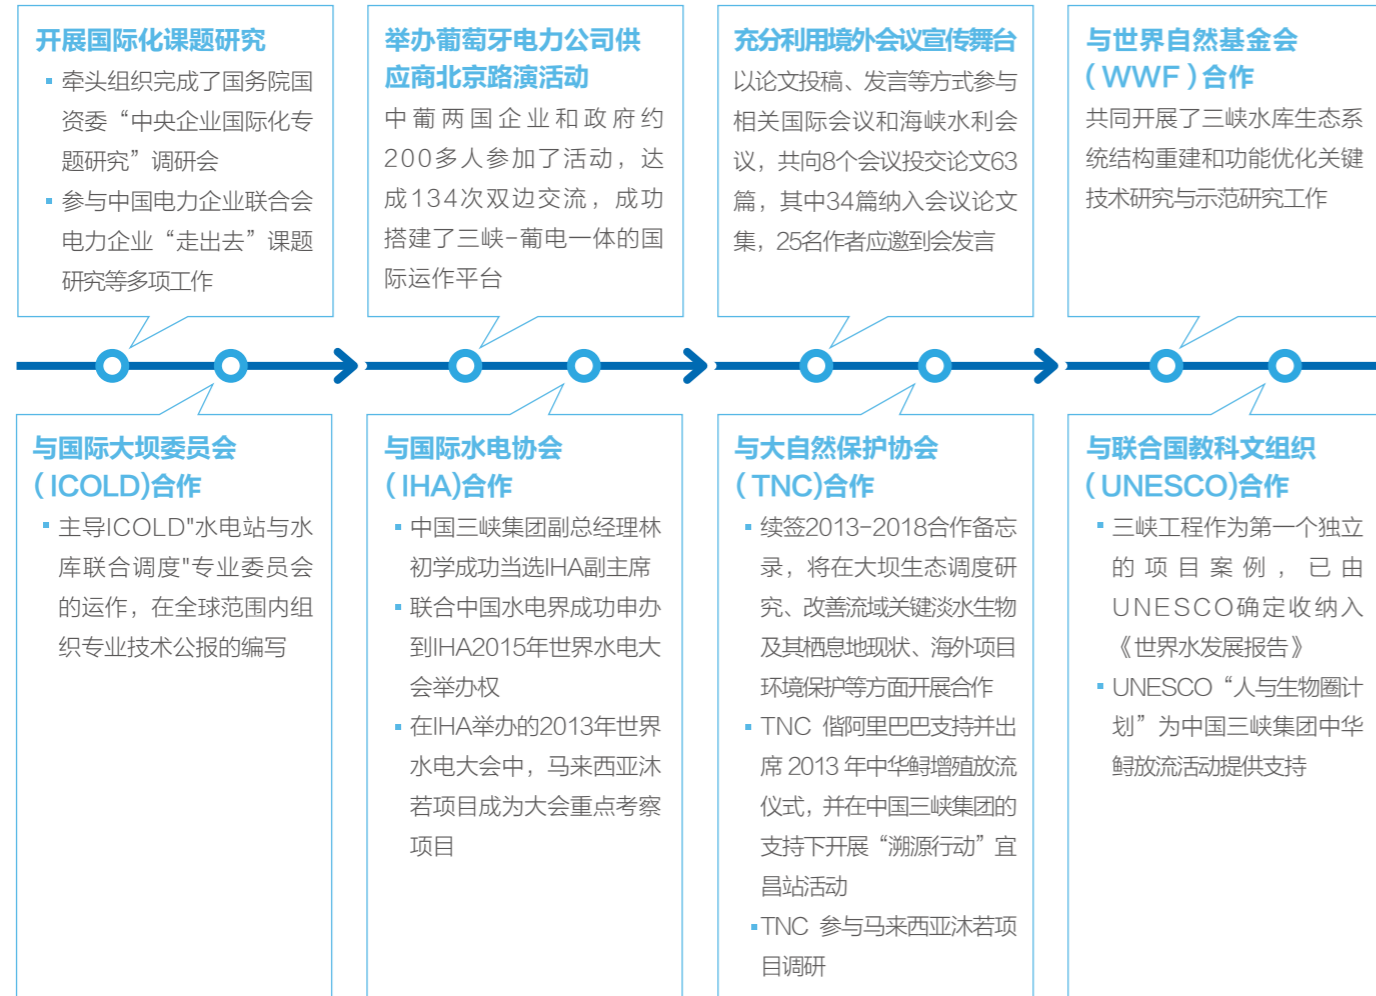 开展国际化课题研究
牵头组织完成了国务院国
资委“中央企业国际化专
题研究”调研会
参与中国电力企业联合会
电力企业“走出去”课题
研究等多项工作
举办葡萄牙电力公司供
应商北京路演活动
中葡两国企业和政府约
200多人参加了活动，达
成134次双边交流，成功
搭建了三峡-葡电一体的国
际运作平台
充分利用境外会议宣传舞台
以论文投稿、发言等方式参与
相关国际会议和海峡水利会
议，共向8个会议投交论文63
篇，其中34篇纳入会议论文
集，25名作者应邀到会发言
与世界自然基金会
（WWF）合作
共同开展了三峡水库生态系
统结构重建和功能优化关键
技术研究与示范研究工作
与国际大坝委员会
（ICOLD)合作
主导ICOLD"水电站与水
库联合调度"专业委员会
的运作，在全球范围内组
织专业技术公报的编写
与国际水电协会
（IHA)合作
中国三峡集团副总经理林
初学成功当选IHA副主席
联合中国水电界成功申办
到IHA2015年世界水电大
会举办权
在IHA举办的2013年世界
水电大会中，马来西亚沐
若项目成为大会重点考察
项目
与大自然保护协会
（TNC)合作
续签2013-2018合作备忘
录，将在大坝生态调度研
究、改善流域关键淡水生物
及其栖息地现状、海外项目
环境保护等方面开展合作
TNC 偕阿里巴巴支持并出
席 2013 年中华鲟增殖放流
仪式，并在中国三峡集团的
支持下开展“溯源行动”宜
昌站活动
TNC 参与马来西亚沐若项
目调研
与联合国教科文组织
（UNESCO)合作
三峡工程作为第一个独立
的项目案例，已由
UNESCO确定收纳入
《世界水发展报告》
UNESCO“人与生物圈计
划”为中国三峡集团中华
鲟放流活动提供支持